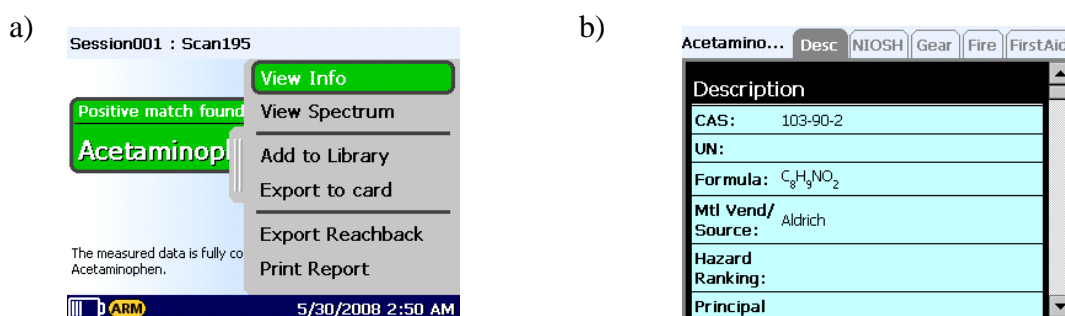 a)
Session001 : Scan195
View Info
Positive match found
View Spectrum
Acetaminop
Add to Library
Export to card
Export Reachback
The measured data is fully co
Acetaminophen.
Print Report
ARM
5/30/2008 2:50 AM
b)
Acetamino... Desc NIOSH Gear Fire FirstAid
Description
CAS: 103-90-2
UN:
Formula: C₈H₉NO₂
Mtl Vend/
Source: Aldrich
Hazard
Ranking:
Principal